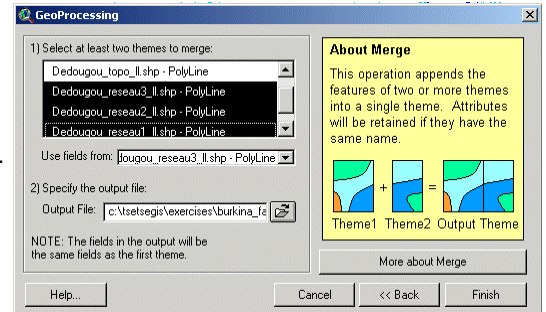 GeoProcessing
1) Select at least two themes to merge:
Dedougou_topo_ll.shp - PolyLine
Dedougou_reseau3_ll.shp - PolyLine
Dedougou_reseau2_ll.shp - PolyLine
Dedougou_reseau1_ll.shp - PolyLine
Use fields from: dougou_reseau3_ll.shp - PolyLine
2) Specify the output file:
Output File: c:\tsetsegis\exercises\burkina_fa
NOTE: The fields in the output will be
the same fields as the first theme.
About Merge
This operation appends the
features of two or more themes
into a single theme. Attributes
will be retained if they have the
same name.
+ =
Theme1 Theme2 Output Theme
More about Merge
Help... Cancel << Back Finish